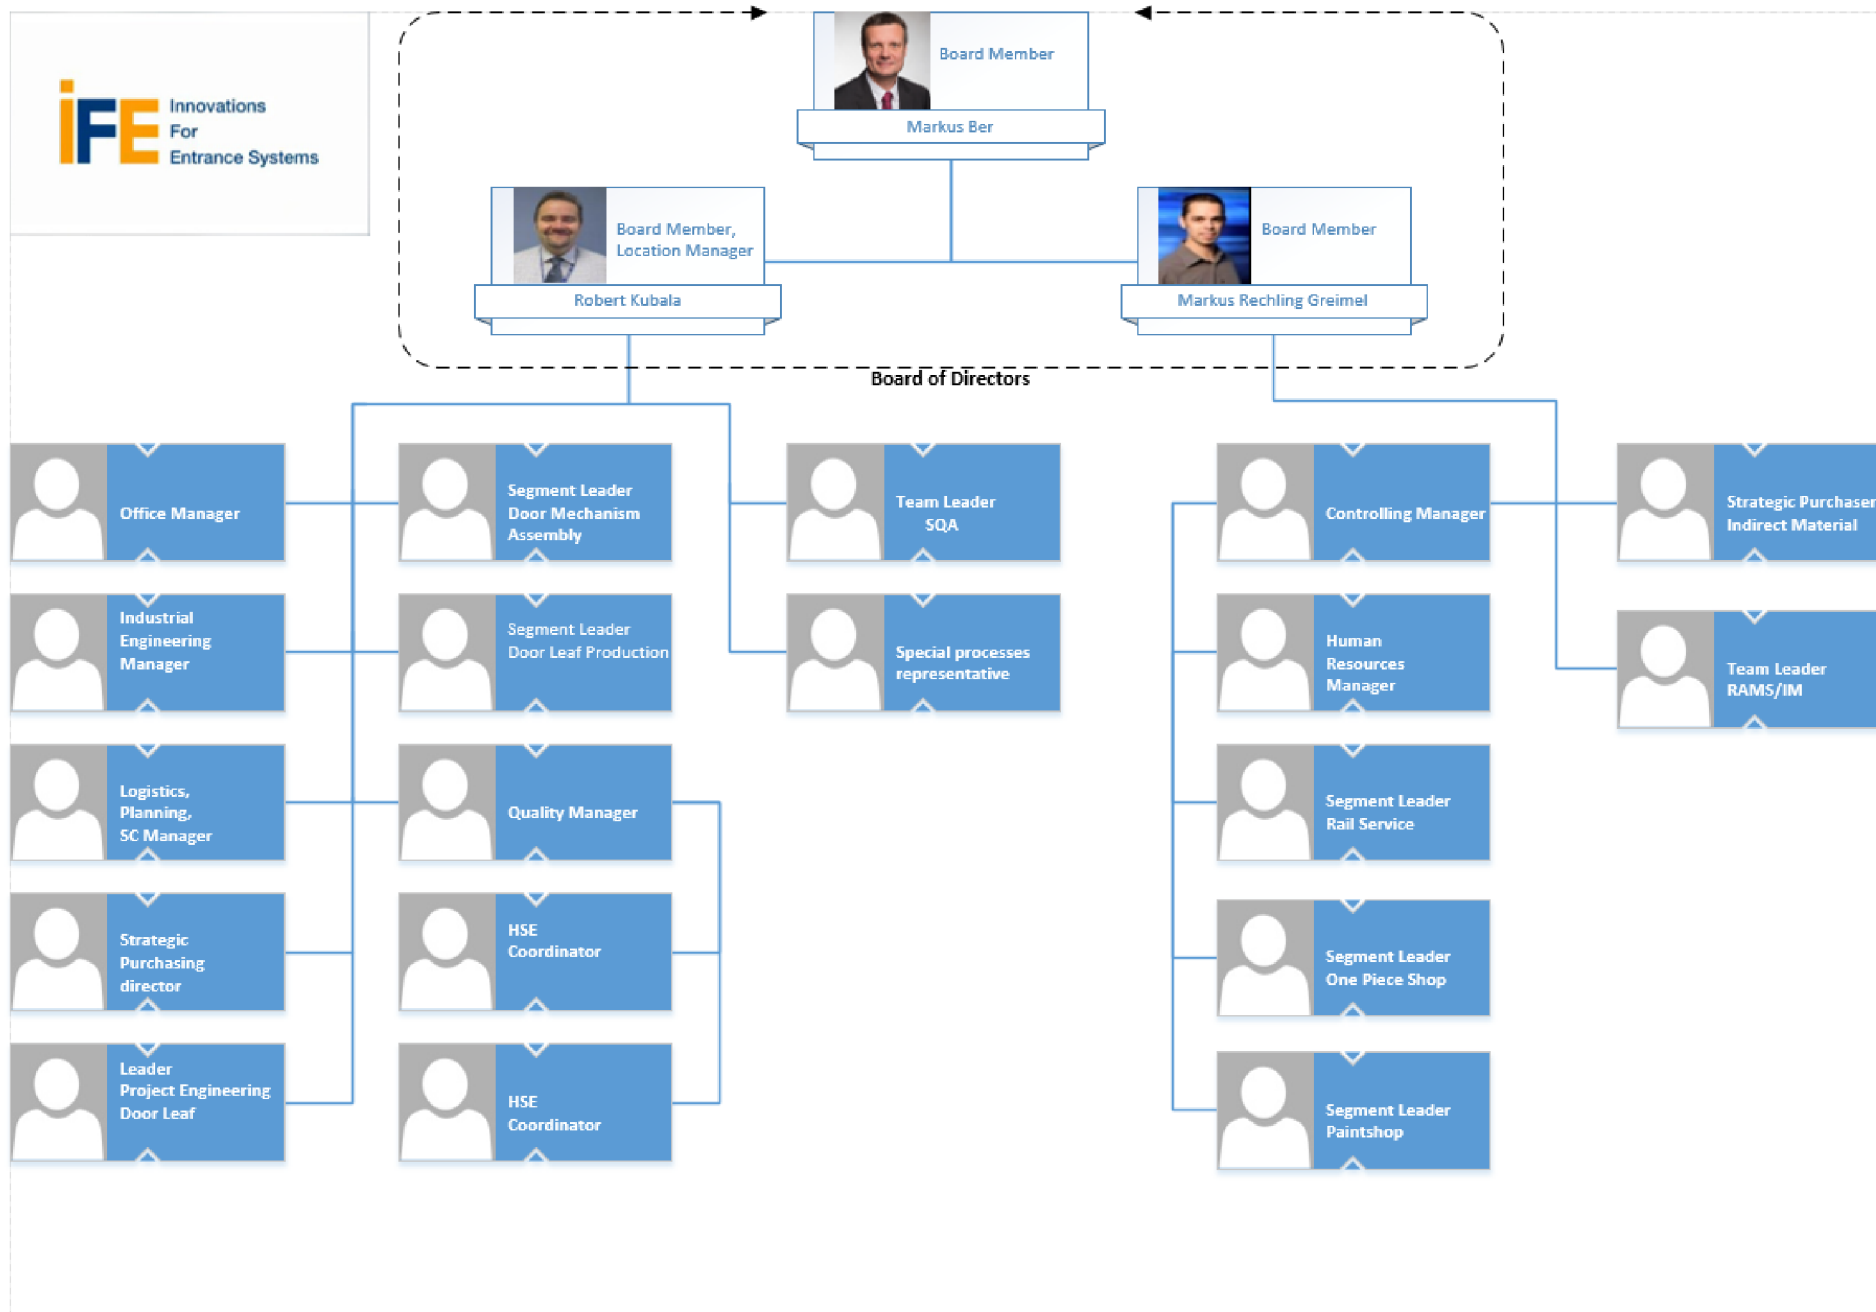 iFE
Innovations
For
Entrance Systems
Board Member
Markus Ber
Board Member,
Location Manager
Robert Kubala
Board Member
Markus Rechling Greimel
Board of Directors
Office Manager
Segment Leader
Door Mechanism
Assembly
Team Leader
SQA
Controlling Manager
Strategic Purchaser
Indirect Material
Industrial
Engineering
Manager
Segment Leader
Door Leaf Production
Special processes
representative
Human
Resources
Manager
Team Leader
RAMS/IM
Logistics,
Planning,
SC Manager
Quality Manager
Segment Leader
Rail Service
Strategic
Purchasing
director
HSE
Coordinator
Segment Leader
One Piece Shop
Leader
Project Engineering
Door Leaf
HSE
Coordinator
Segment Leader
Paintshop